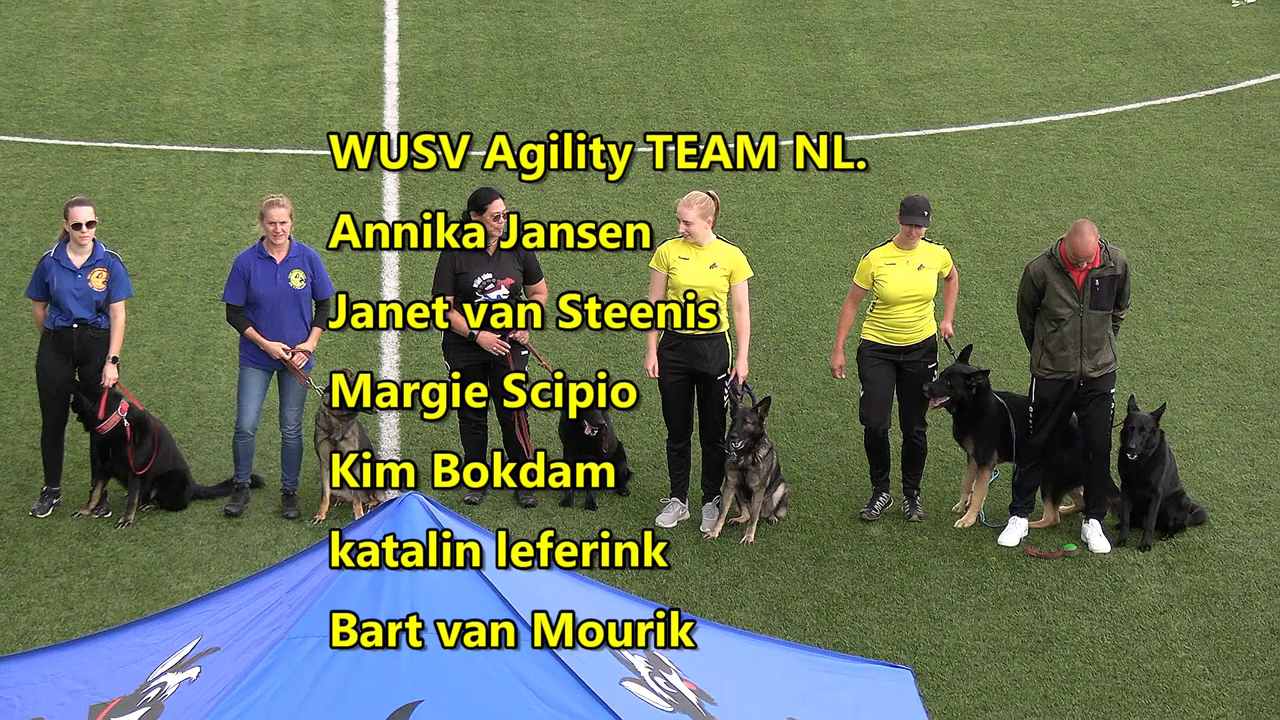 WUSV Agility TEAM NL.
Annika Jansen
Janet van Steenis
Margie Scipio
Kim Bokdam
katalin leferink
Bart van Mourik